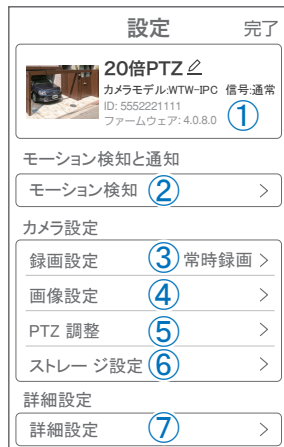 設定 完了
20倍PTZ
カメラモデル:WTW-IPC 信号:通常
ID: 5552221111
ファームウェア: 4.0.8.0 ①
モーション検知と通知
モーション検知 ②
カメラ設定
録画設定 ③ 常時録画
画像設定 ④
PTZ 調整 ⑤
ストレージ設定 ⑥
詳細設定
詳細設定 ⑦